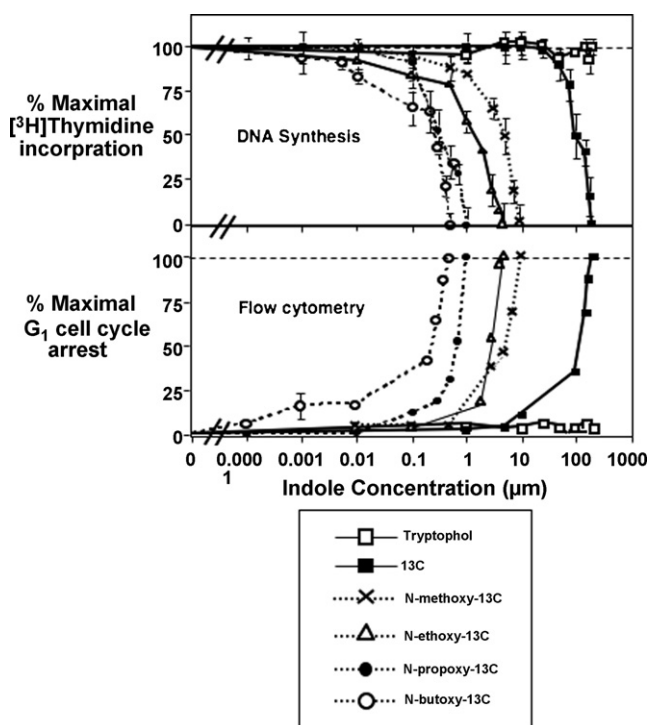 100
% Maximal
[³H]Thymidine
incorpration
75
50
DNA Synthesis
25
0
100
% Maximal
G₁ cell cycle
arrest
75
Flow cytometry
50
25
0
0 0.000 0.001 0.01 0.1 1 10 100 1000
1
Indole Concentration (μm)
Tryptophol
13C
N-methoxy-13C
N-ethoxy-13C
N-propoxy-13C
N-butoxy-13C